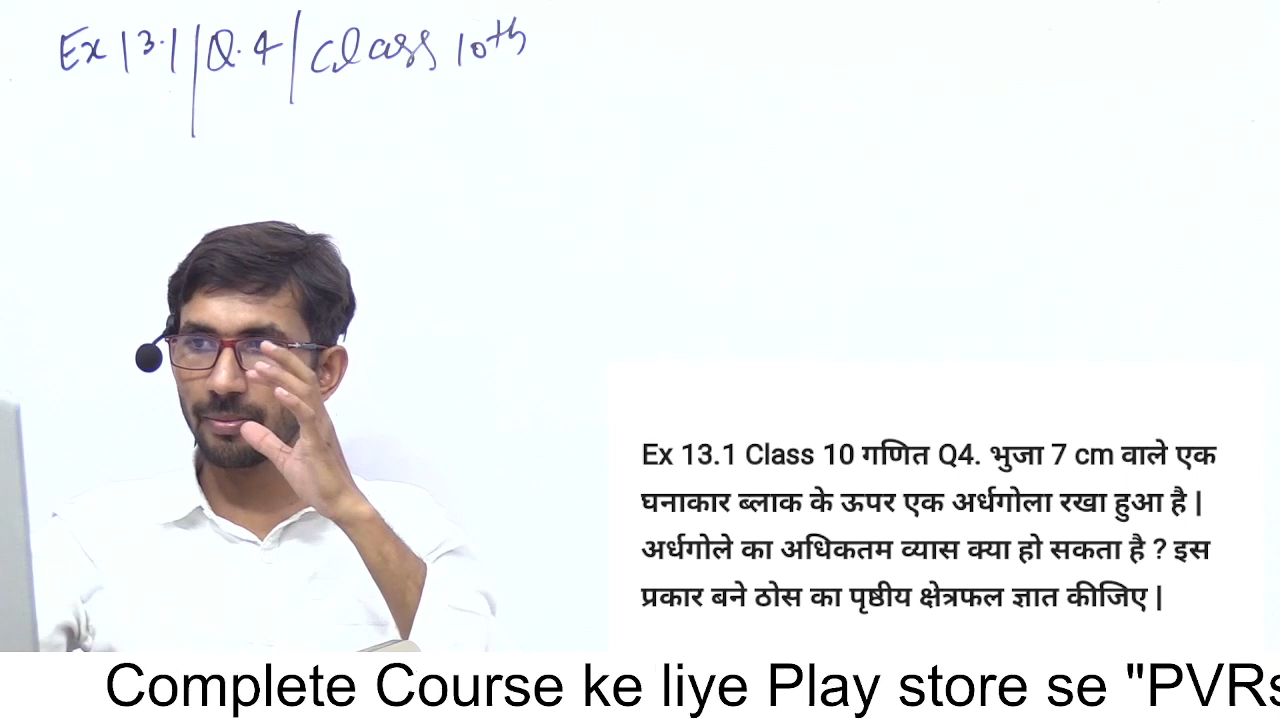 Ex 13.1 | Q.4 | Class 10th
Ex 13.1 Class 10 गणित Q4. भुजा 7 cm वाले एक
घनाकार ब्लाक के ऊपर एक अर्धगोला रखा हुआ है |
अर्धगोले का अधिकतम व्यास क्या हो सकता है ? इस
प्रकार बने ठोस का पृष्ठीय क्षेत्रफल ज्ञात कीजिए |
Complete Course ke liye Play store se "PVRs